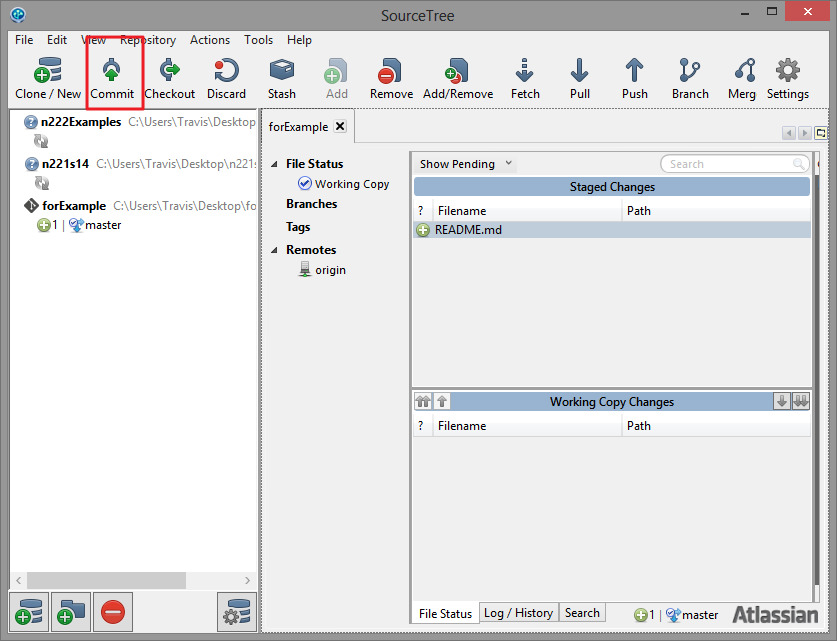 SourceTree
File Edit View Repository Actions Tools Help
Clone / New Commit Checkout Discard Stash Add Remove Add/Remove Fetch Pull Push Branch Merg Settings
n222Examples C:\Users\Travis\Desktop
n221s14 C:\Users\Travis\Desktop\n221s
forExample C:\Users\Travis\Desktop\fo
1 | master
forExample
File Status
Working Copy
Branches
Tags
Remotes
origin
Show Pending Search
Staged Changes
? Filename Path
README.md
Working Copy Changes
? Filename Path
File Status Log / History Search 1 | master Atlassian